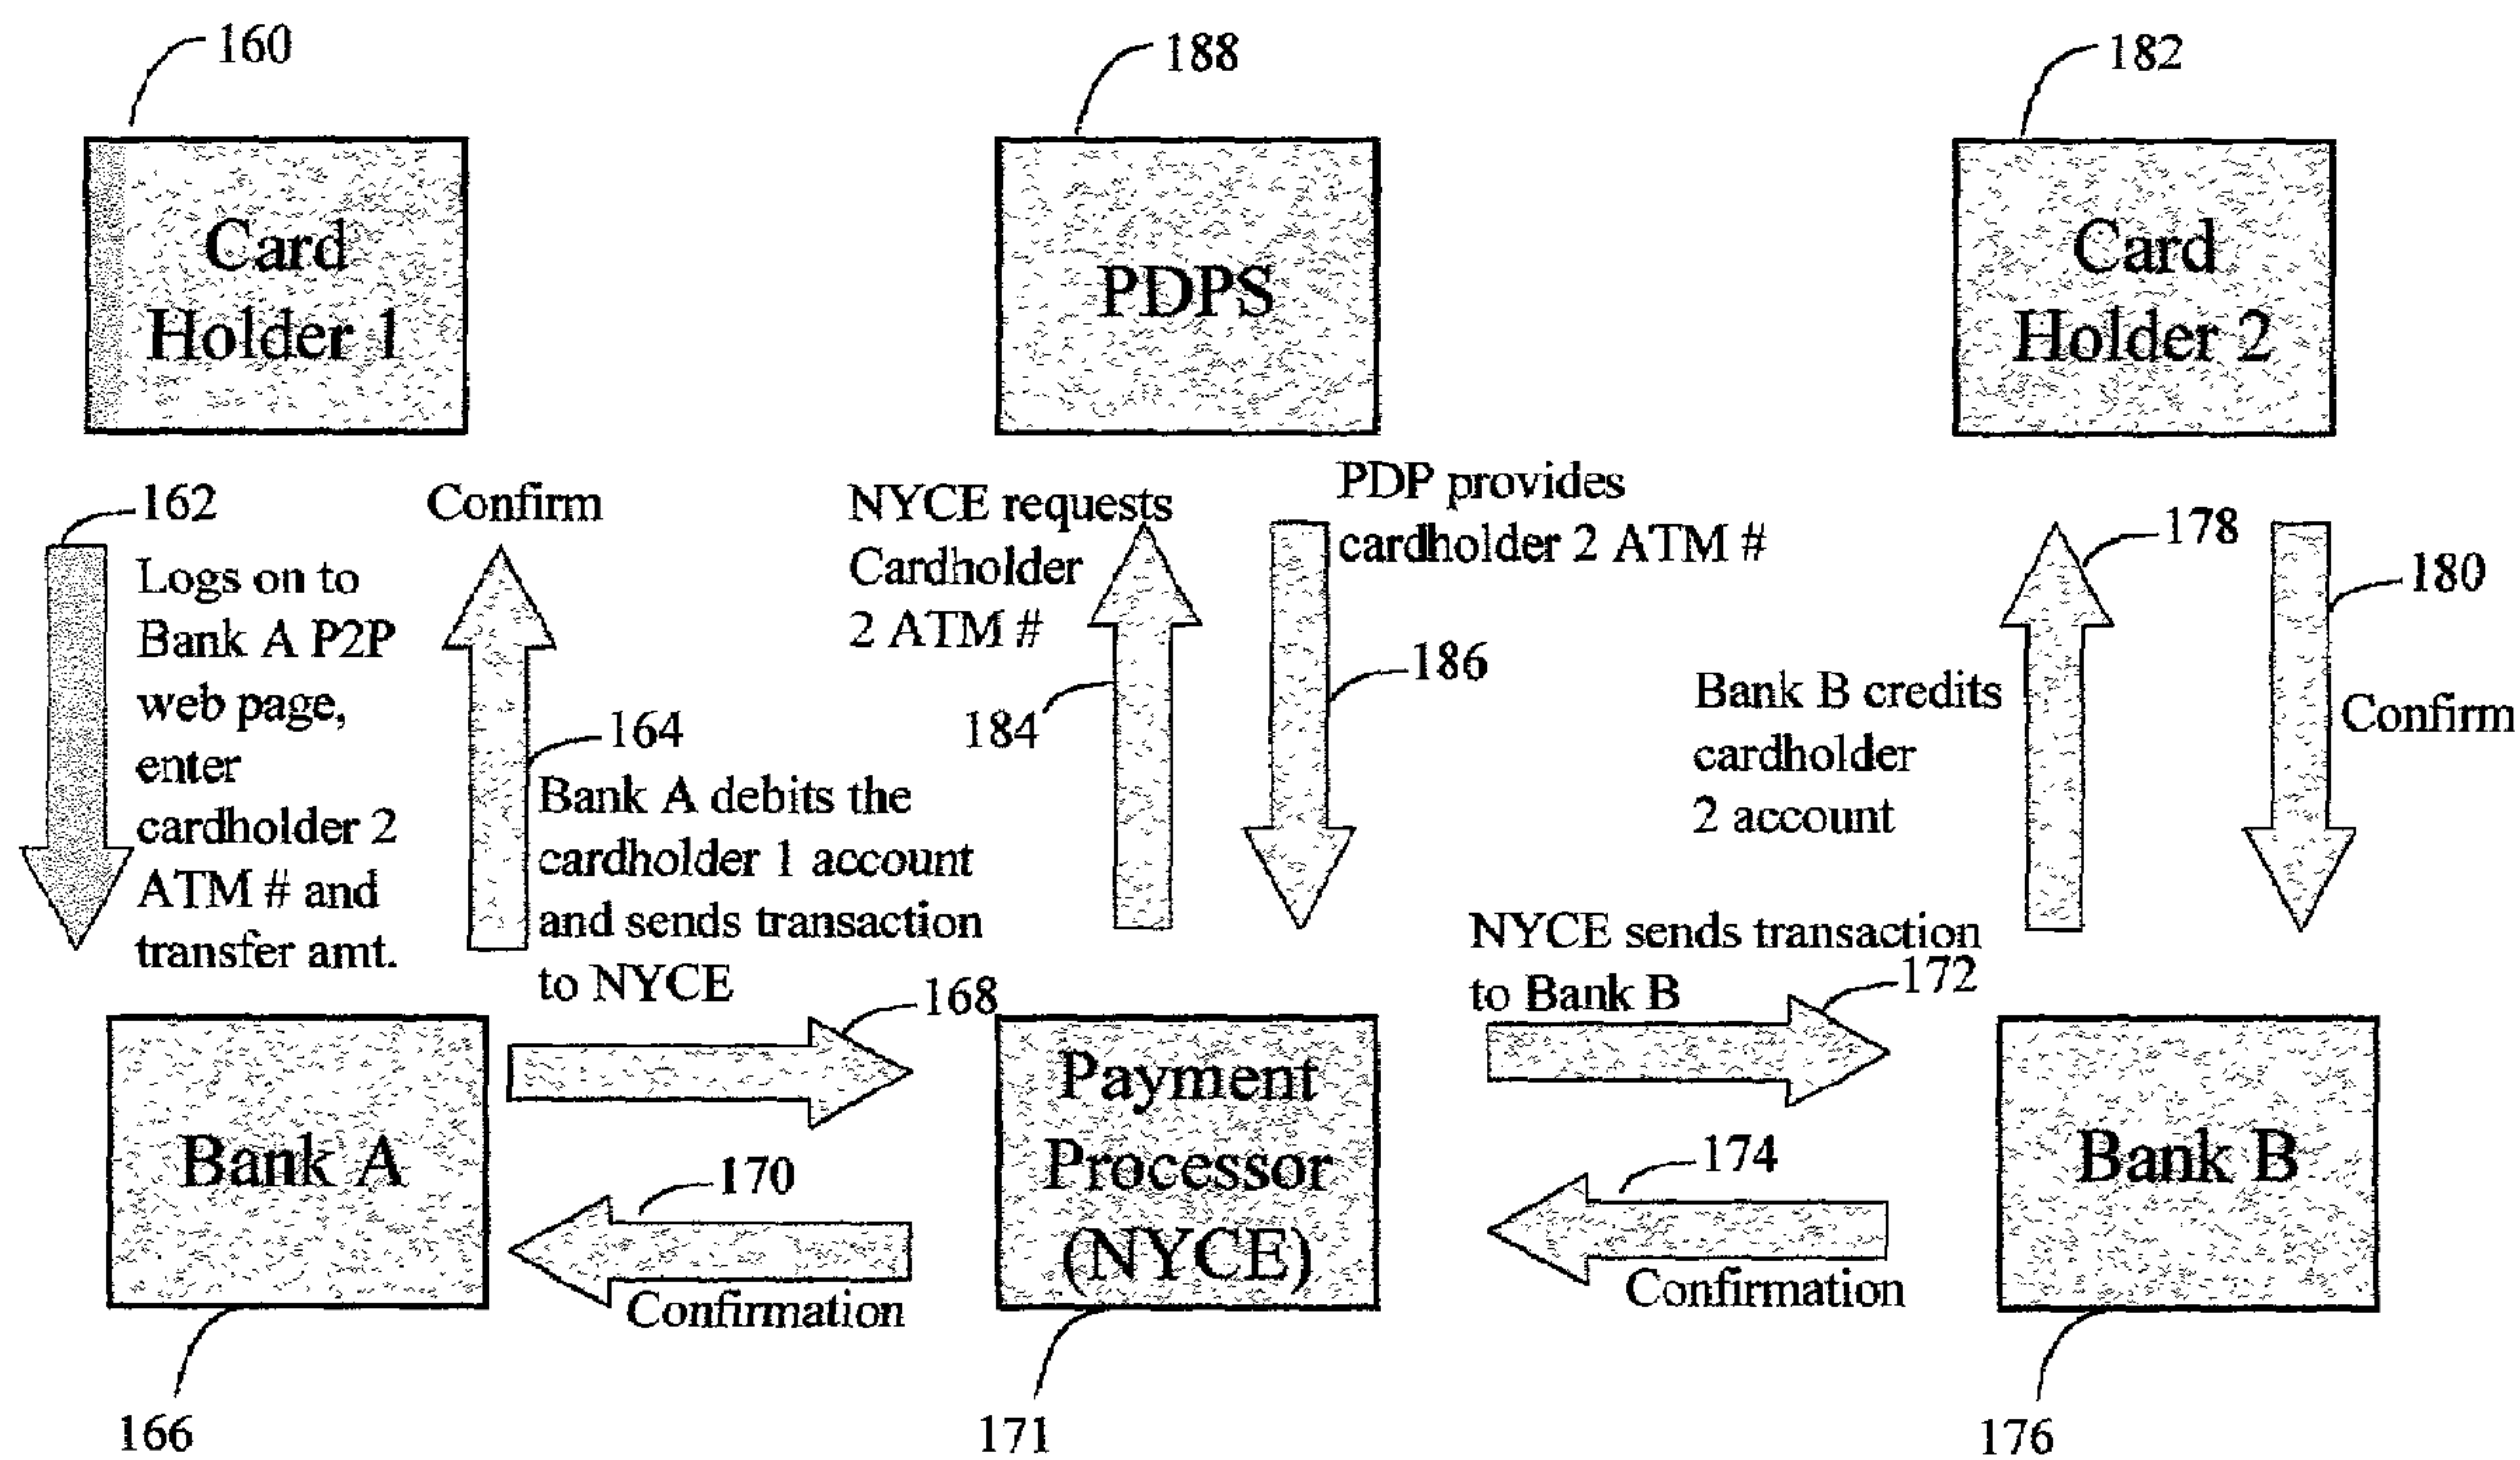 160
188
182
Card
Holder 1
PDPS
Card
Holder 2
162
Logs on to
Bank A P2P
web page,
enter
cardholder 2
ATM # and
transfer amt.
Confirm
164
Bank A debits the
cardholder 1 account
and sends transaction
to NYCE
NYCE requests
Cardholder
2 ATM #
184
PDP provides
cardholder 2 ATM #
186
178
Bank B credits
cardholder
2 account
180
Confirm
168
NYCE sends transaction
to Bank B
172
Bank A
170
Confirmation
Payment
Processor
(NYCE)
174
Confirmation
Bank B
166
171
176